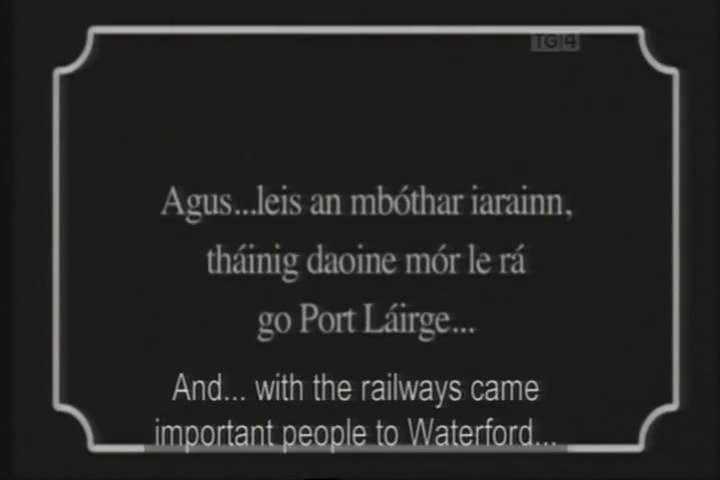 TG4
Agus...leis an mbóthar iarainn,
tháinig daoine mór le rá
go Port Láirge...
And... with the railways came
important people to Waterford...